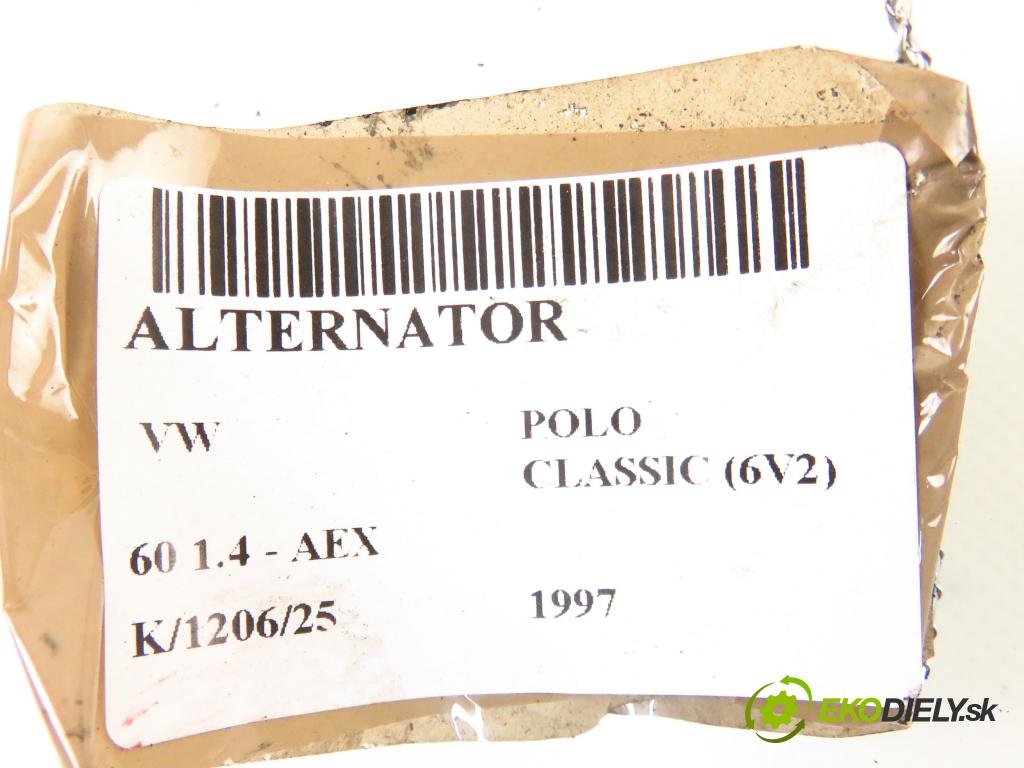 ALTERNATOR
VW
POLO
CLASSIC (6V2)
60 1.4 - AEX
K/1206/25
1997
EKODIELY.sk